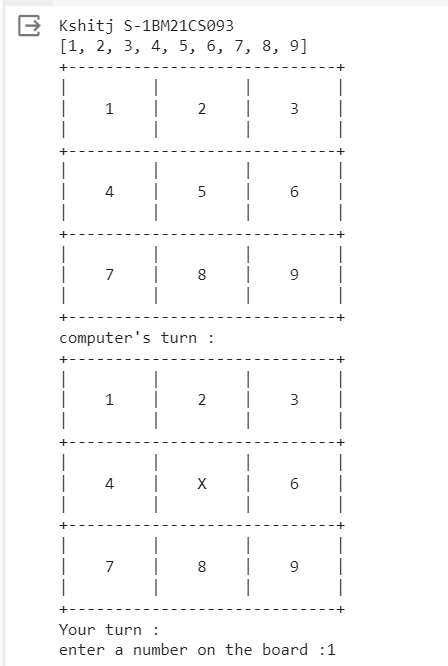 Kshitj S-1BM21CS093
[1, 2, 3, 4, 5, 6, 7, 8, 9]
+-----------------------------+
|         |         |         |
|    1    |    2    |    3    |
|         |         |         |
+-----------------------------+
|         |         |         |
|    4    |    5    |    6    |
|         |         |         |
+-----------------------------+
|         |         |         |
|    7    |    8    |    9    |
|         |         |         |
+-----------------------------+
computer's turn :
+-----------------------------+
|         |         |         |
|    1    |    2    |    3    |
|         |         |         |
+-----------------------------+
|         |         |         |
|    4    |    X    |    6    |
|         |         |         |
+-----------------------------+
|         |         |         |
|    7    |    8    |    9    |
|         |         |         |
+-----------------------------+
Your turn :
enter a number on the board :1